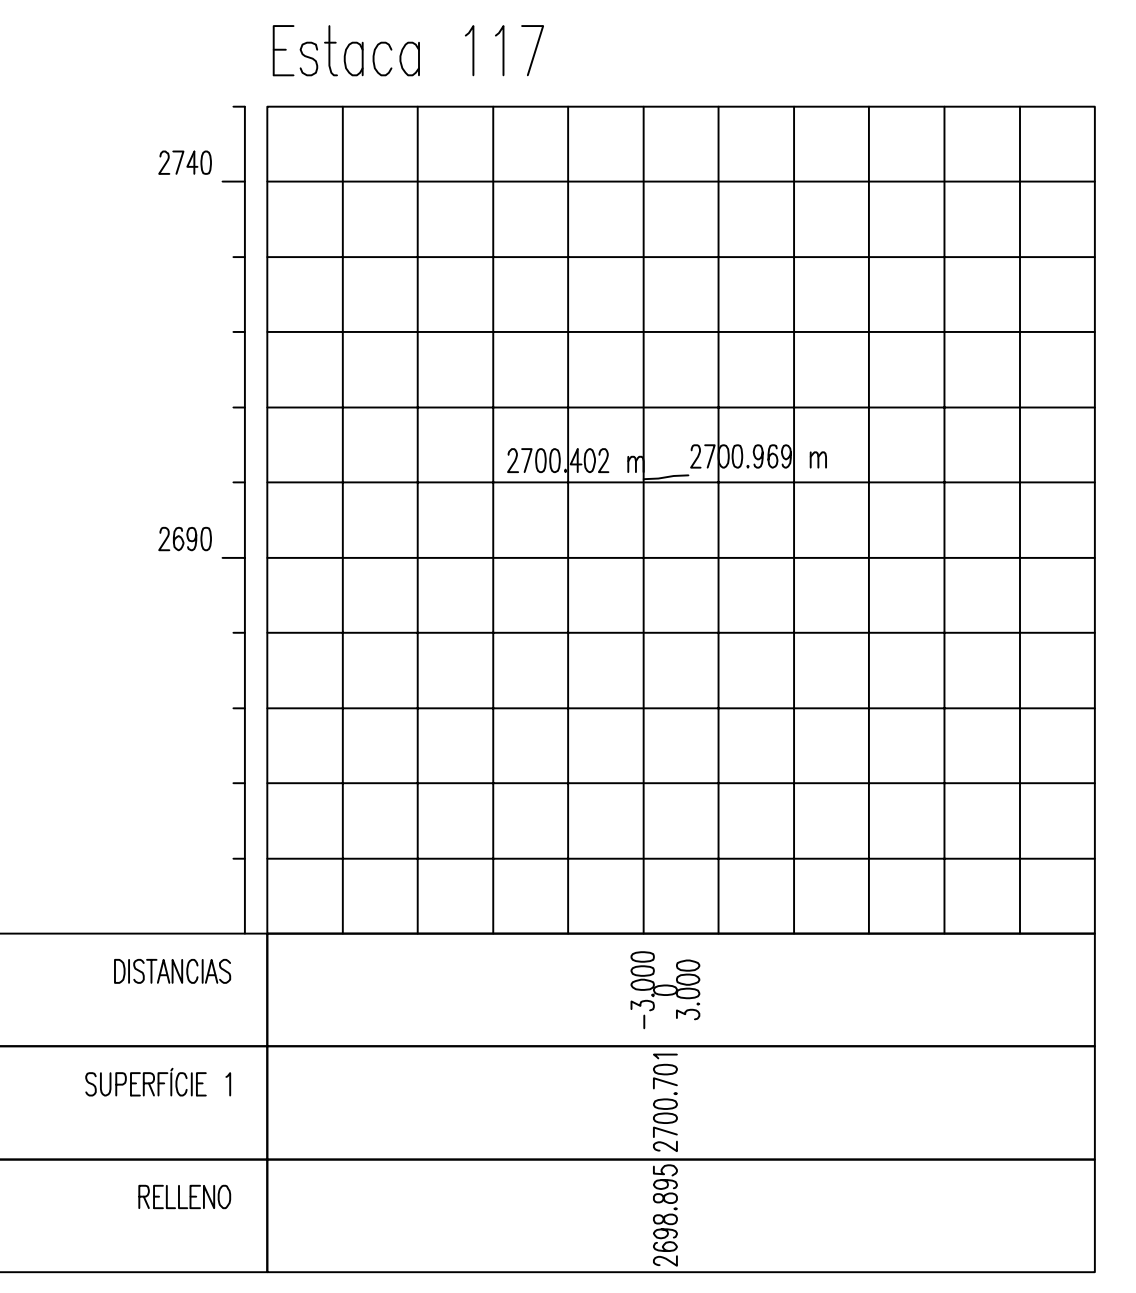 Estaca 117
2740
2700.402 m
2700.969 m
2690
DISTANCIAS
-3.000
0
3.000
SUPERFÍCIE 1
2700.701
RELLENO
2698.895